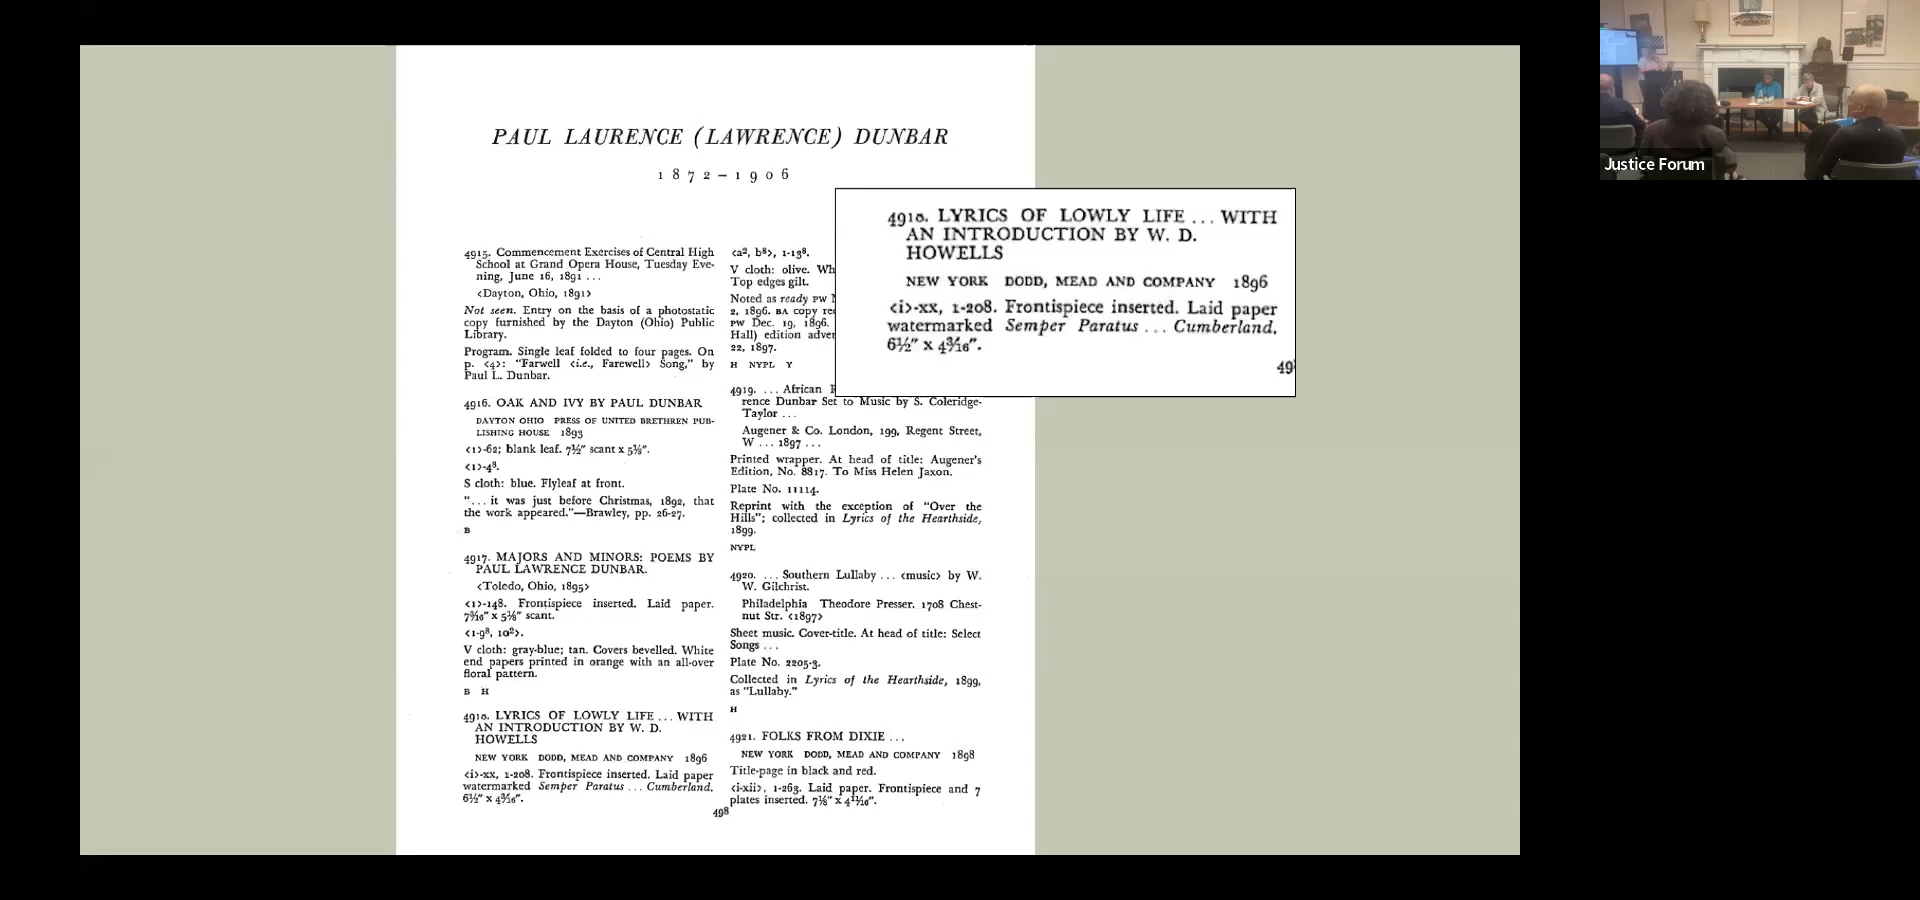 PAUL LAURENCE (LAWRENCE) DUNBAR
1872–1906
4915. Commencement Exercises of Central High
School at Grand Opera House, Tuesday Eve-
ning, June 16, 1891 ...
<Dayton, Ohio, 1891>
Not seen. Entry on the basis of a photostatic
copy furnished by the Dayton (Ohio) Public
Library.
Program. Single leaf folded to four pages. On
p. <4>: "Farwell <i.e., Farewell> Song," by
Paul L. Dunbar.
4916. OAK AND IVY BY PAUL DUNBAR
DAYTON OHIO PRESS OF UNITED BRETHREN PUB-
LISHING HOUSE 1893
<1>-62; blank leaf. 7½" scant x 5⅛".
<1>-4⁸.
S cloth: blue. Flyleaf at front.
"... it was just before Christmas, 1892, that
the work appeared."—Brawley, pp. 26-27.
B
4917. MAJORS AND MINORS: POEMS BY
PAUL LAWRENCE DUNBAR.
<Toledo, Ohio, 1895>
<1>-148. Frontispiece inserted. Laid paper.
7³⁄₁₆" x 5⅛" scant.
<1-9⁸, 10²>.
V cloth: gray-blue; tan. Covers bevelled. White
end papers printed in orange with an all-over
floral pattern.
B H
4918. LYRICS OF LOWLY LIFE ... WITH
AN INTRODUCTION BY W. D.
HOWELLS
NEW YORK DODD, MEAD AND COMPANY 1896
<i>-xx, 1-208. Frontispiece inserted. Laid paper
watermarked Semper Paratus ... Cumberland.
6½" x 4³⁄₁₆".
<a², b⁸>, 1-13⁸.
V cloth: olive. Wh
Top edges gilt.
Noted as ready PW
2, 1896. BA copy re
PW Dec. 19, 1896.
Hall) edition adver
22, 1897.
H NYPL Y
4919. ... African R
rence Dunbar Set to Music by S. Coleridge-
Taylor ...
Augener & Co. London, 199, Regent Street,
W ... 1897 ...
Printed wrapper. At head of title: Augener's
Edition, No. 8817. To Miss Helen Jaxon.
Plate No. 11114.
Reprint with the exception of "Over the
Hills"; collected in Lyrics of the Hearthside,
1899.
NYPL
4920. ... Southern Lullaby ... <music> by W.
W. Gilchrist.
Philadelphia Theodore Presser. 1708 Chest-
nut Str. <1897>
Sheet music. Cover-title. At head of title: Select
Songs ...
Plate No. 2205-3.
Collected in Lyrics of the Hearthside, 1899,
as "Lullaby."
H
4921. FOLKS FROM DIXIE ...
NEW YORK DODD, MEAD AND COMPANY 1898
Title-page in black and red.
<i-xii>, 1-263. Laid paper. Frontispiece and 7
plates inserted. 7⅛" x 4¹¹⁄₁₆".
498
4918. LYRICS OF LOWLY LIFE ... WITH
AN INTRODUCTION BY W. D.
HOWELLS
NEW YORK DODD, MEAD AND COMPANY 1896
<i>-xx, 1-208. Frontispiece inserted. Laid paper
watermarked Semper Paratus ... Cumberland.
6½" x 4³⁄₁₆".
49
Justice Forum